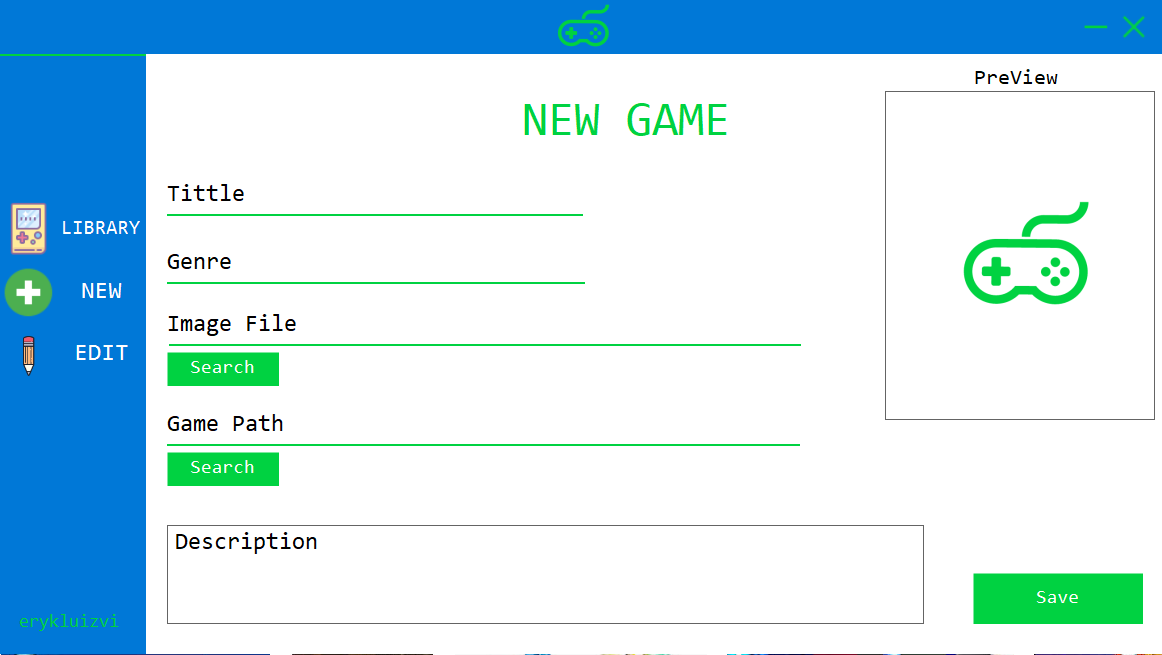 PreView
NEW GAME
Tittle
LIBRARY
Genre
NEW
Image File
EDIT
Search
Game Path
Search
Description
Save
erykluizvi